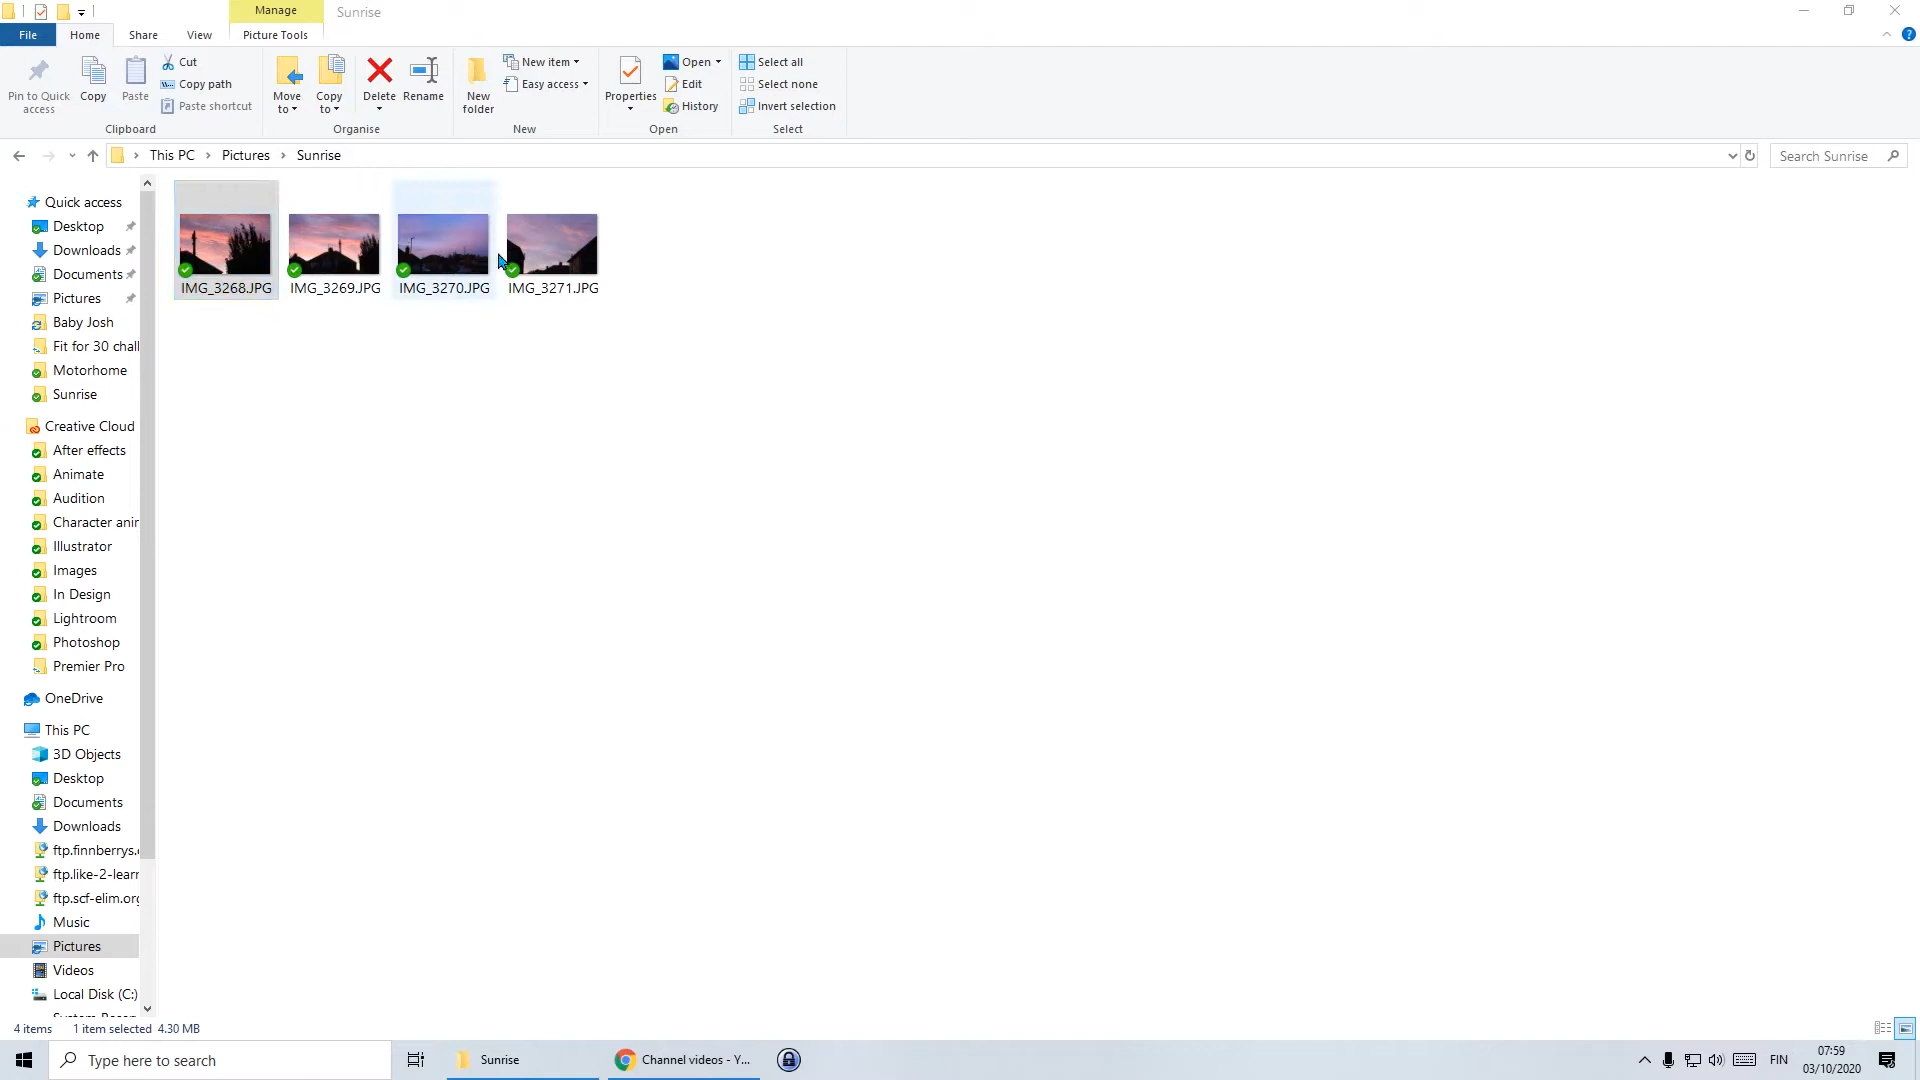 Manage
Sunrise
File
Home
Share
View
Picture Tools
Pin to Quick access
Copy
Paste
Cut
Copy path
Paste shortcut
Clipboard
Move to
Copy to
Delete
Rename
Organise
New folder
New item
Easy access
New
Properties
Open
Edit
History
Open
Select all
Select none
Invert selection
Select
This PC
Pictures
Sunrise
Search Sunrise
Quick access
Desktop
Downloads
Documents
Pictures
Baby Josh
Fit for 30 chall
Motorhome
Sunrise
Creative Cloud
After effects
Animate
Audition
Character anir
Illustrator
Images
In Design
Lightroom
Photoshop
Premier Pro
OneDrive
This PC
3D Objects
Desktop
Documents
Downloads
ftp.finnberrys.
ftp.like-2-learn
ftp.scf-elim.org
Music
Pictures
Videos
Local Disk (C:)
IMG_3268.JPG
IMG_3269.JPG
IMG_3270.JPG
IMG_3271.JPG
4 items
1 item selected 4.30 MB
Type here to search
Sunrise
Channel videos - Y...
FIN
07:59
03/10/2020